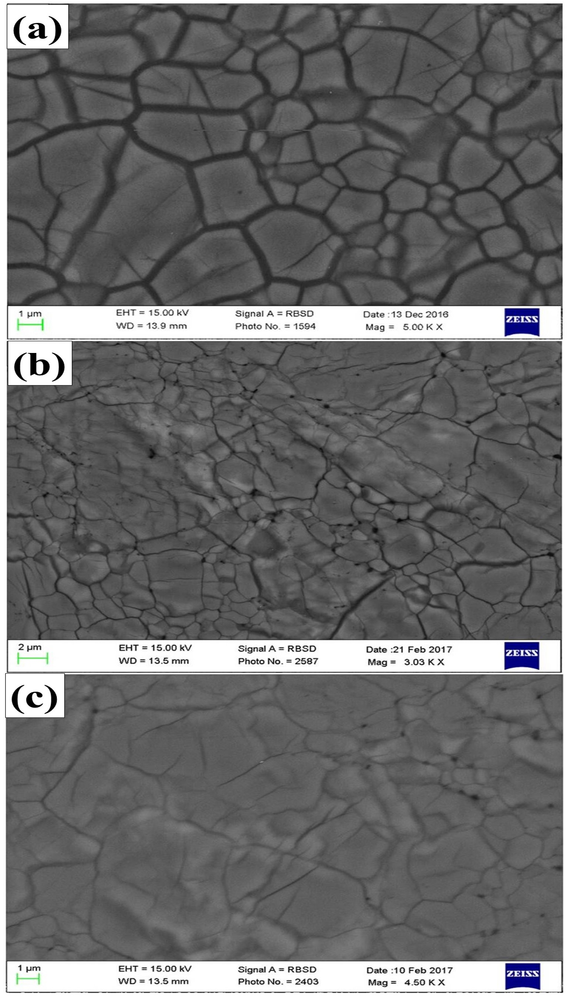 (a)
1 µm EHT = 15.00 kV Signal A = RBSD Date :13 Dec 2016 ZEISS
WD = 13.9 mm Photo No. = 1594 Mag = 5.00 K X
(b)
2 µm EHT = 15.00 kV Signal A = RBSD Date :21 Feb 2017 ZEISS
WD = 13.5 mm Photo No. = 2587 Mag = 3.03 K X
(c)
1 µm EHT = 15.00 kV Signal A = RBSD Date :10 Feb 2017 ZEISS
WD = 13.5 mm Photo No. = 2403 Mag = 4.50 K X